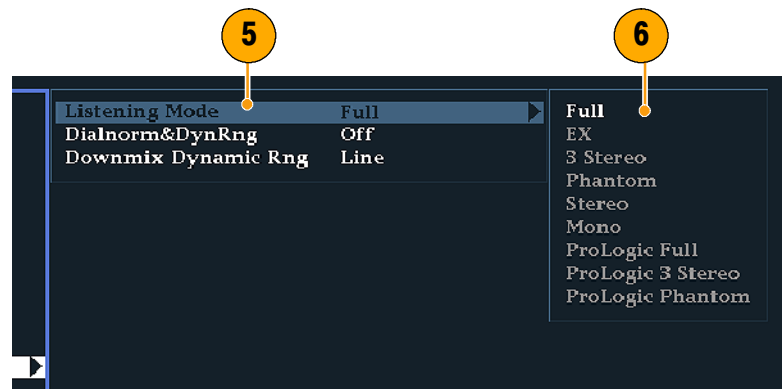 5
6
Listening Mode Full
Dialnorm&DynRng Off
Downmix Dynamic Rng Line
Full
EX
3 Stereo
Phantom
Stereo
Mono
ProLogic Full
ProLogic 3 Stereo
ProLogic Phantom